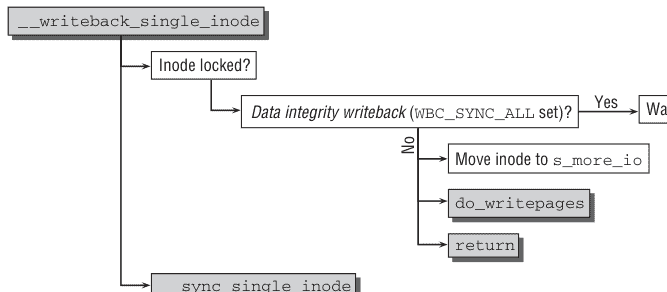 __writeback_single_inode
Inode locked?
Data integrity writeback (WBC_SYNC_ALL set)?
Yes
No
Move inode to s_more_io
do_writepages
return
sync_single_inode